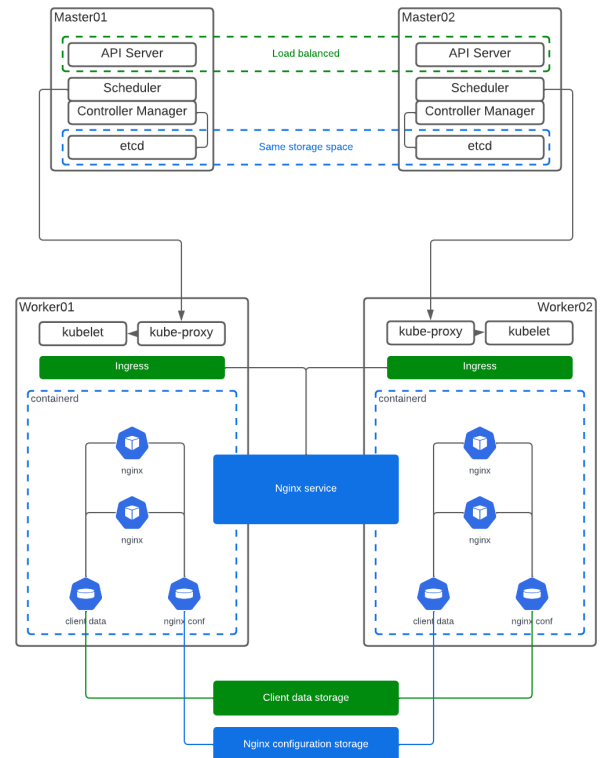 Master01
Master02
API Server
Load balanced
API Server
Scheduler
Scheduler
Controller Manager
Controller Manager
etcd
Same storage space
etcd
Worker01
Worker02
kubelet
kube-proxy
kube-proxy
kubelet
Ingress
Ingress
containerd
containerd
nginx
nginx
Nginx service
nginx
nginx
client data
nginx conf
client data
nginx conf
Client data storage
Nginx configuration storage